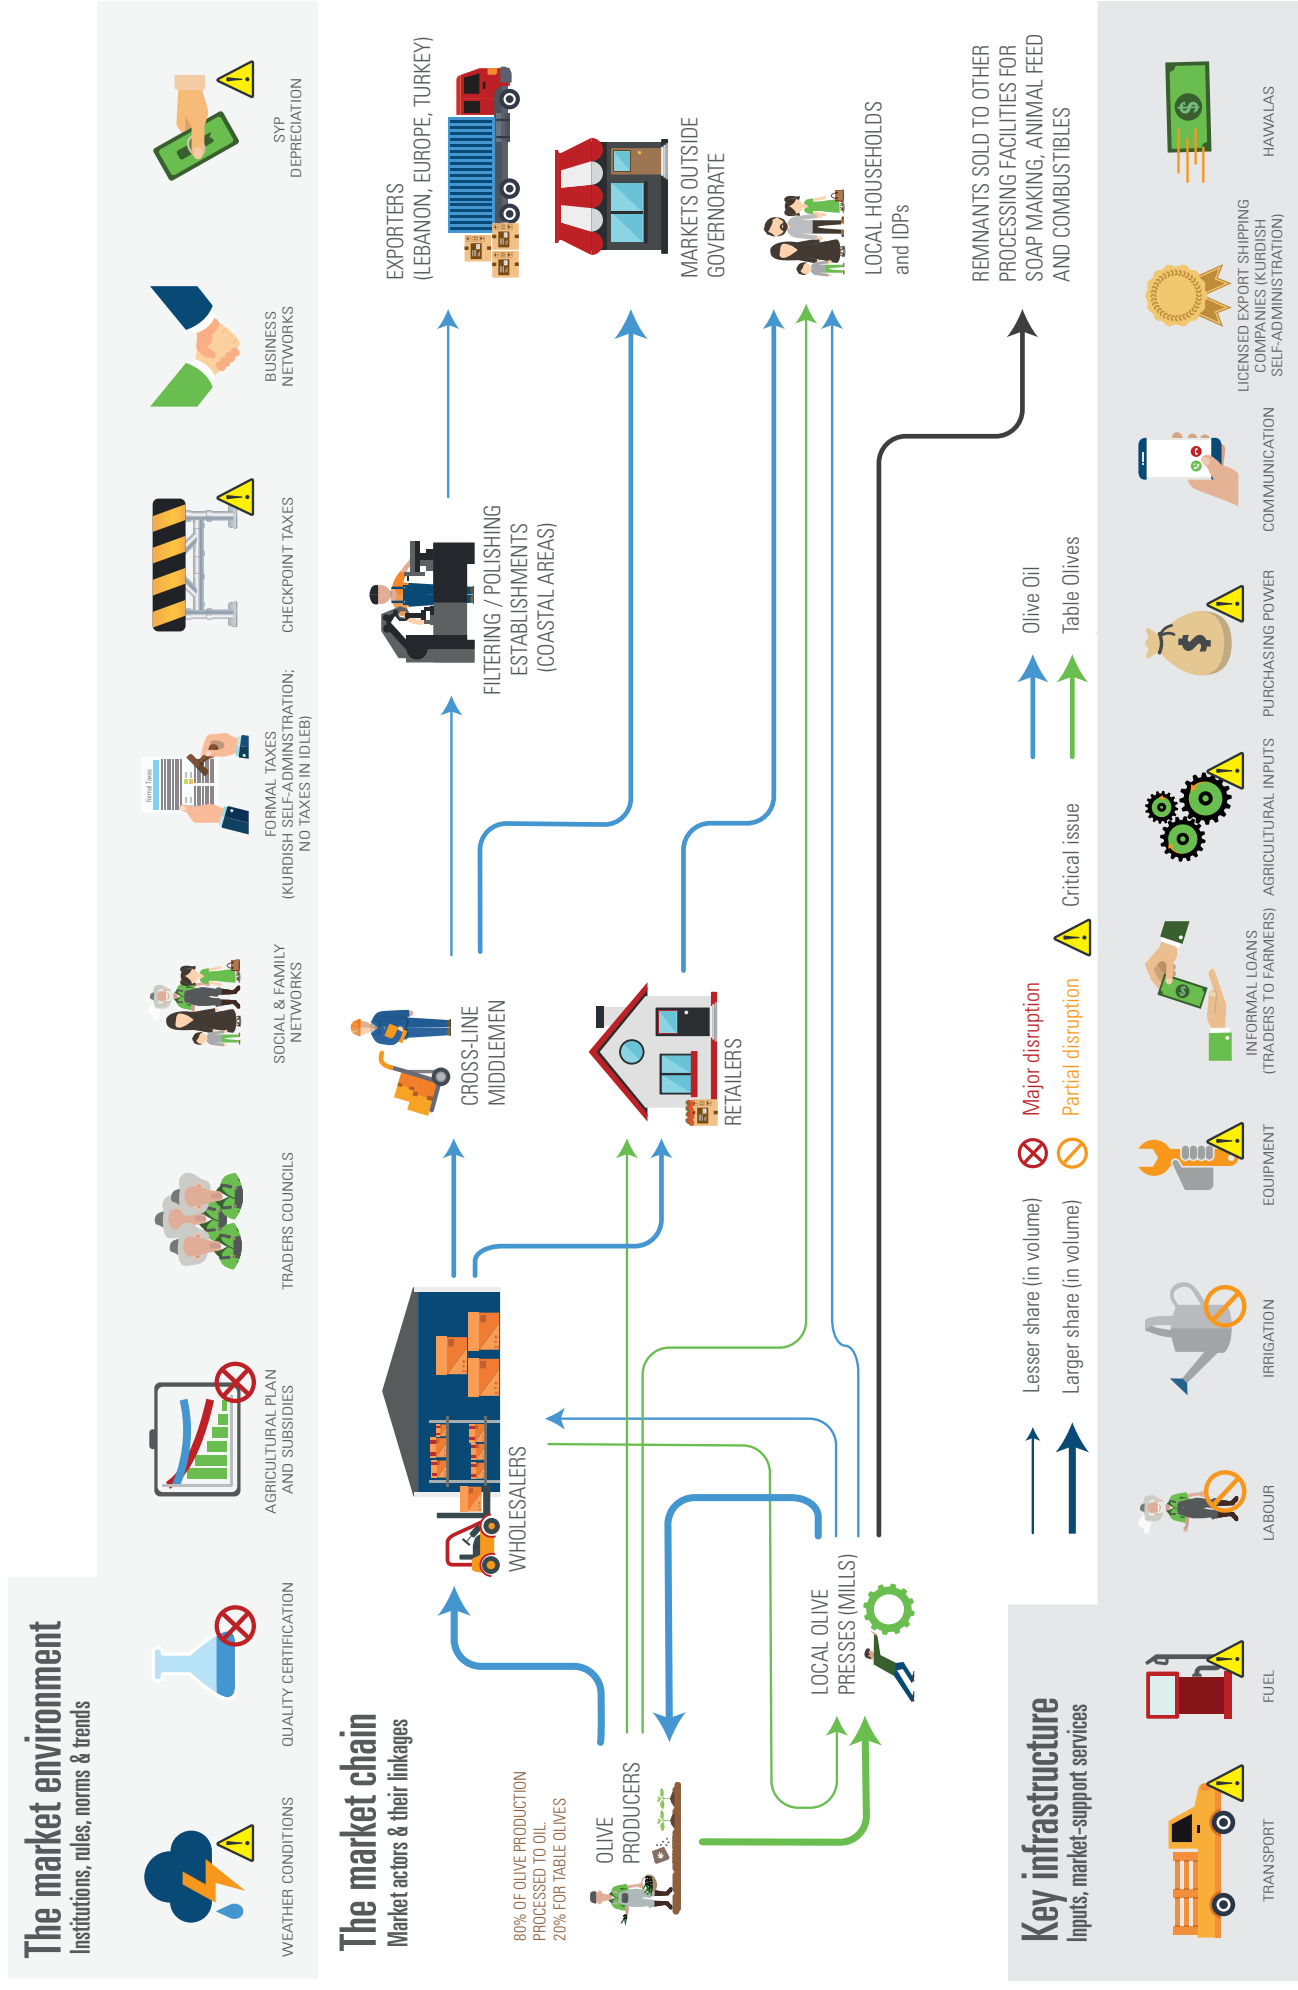 The market environment
Institutions, rules, norms & trends
WEATHER CONDITIONS
QUALITY CERTIFICATION
AGRICULTURAL PLAN
AND SUBSIDIES
TRADERS COUNCILS
SOCIAL & FAMILY
NETWORKS
Formal Taxes
FORMAL TAXES
(KURDISH SELF-ADMINSTRATION;
NO TAXES IN IDLEB)
CHECKPOINT TAXES
BUSINESS
NETWORKS
SYP
DEPRECIATION
The market chain
Market actors & their linkages
80% OF OLIVE PRODUCTION
PROCESSED TO OIL.
20% FOR TABLE OLIVES
OLIVE
PRODUCERS
WHOLESALERS
LOCAL OLIVE
PRESSES (MILLS)
CROSS-LINE
MIDDLEMEN
RETAILERS
FILTERING / POLISHING
ESTABLISHMENTS
(COASTAL AREAS)
EXPORTERS
(LEBANON, EUROPE, TURKEY)
MARKETS OUTSIDE
GOVERNORATE
LOCAL HOUSEHOLDS
and IDPs
REMNANTS SOLD TO OTHER
PROCESSING FACILITIES FOR
SOAP MAKING, ANIMAL FEED
AND COMBUSTIBLES
Lesser share (in volume)
Larger share (in volume)
Major disruption
Partial disruption
Critical issue
Olive Oil
Table Olives
Key infrastructure
Inputs, market-support services
TRANSPORT
FUEL
LABOUR
IRRIGATION
EQUIPMENT
$
INFORMAL LOANS
(TRADERS TO FARMERS)
AGRICULTURAL INPUTS
$
PURCHASING POWER
COMMUNICATION
LICENSED EXPORT SHIPPING
COMPANIES (KURDISH
SELF-ADMINISTRATION)
$
HAWALAS